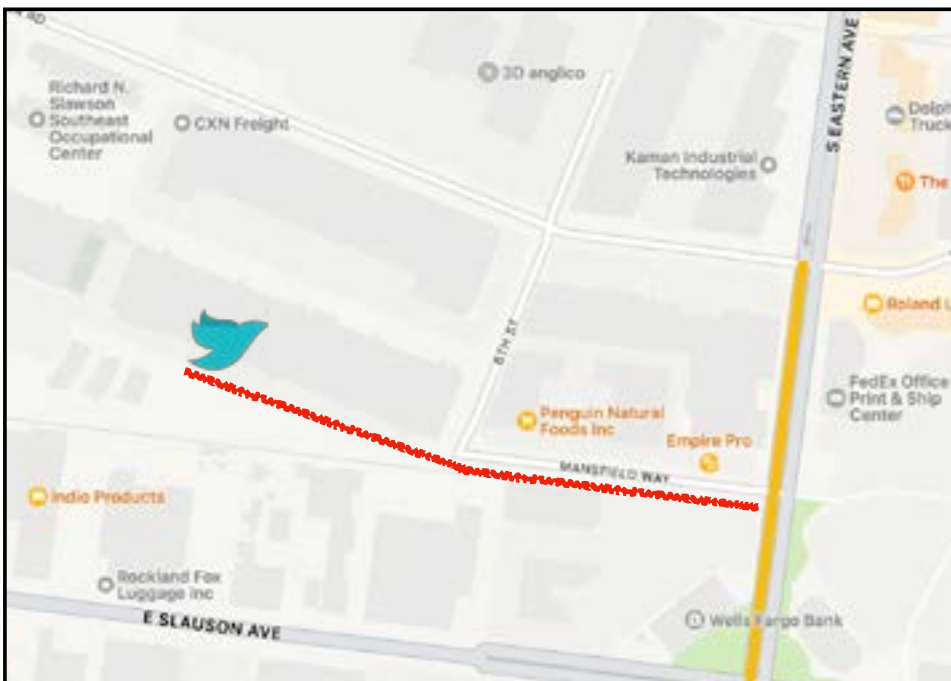 RD
Richard N.
Slawson
Southeast
Occupational
Center
CXN Freight
3D anglico
Kaman Industrial
Technologies
S EASTERN AVE
Truck
The
Roland
8TH ST
FedEx Office
Print & Ship
Center
Penguin Natural
Foods Inc
Empire Pro
MANSFIELD WAY
Indio Products
Rockland Fox
Luggage Inc
E SLAUSON AVE
Wells Fargo Bank